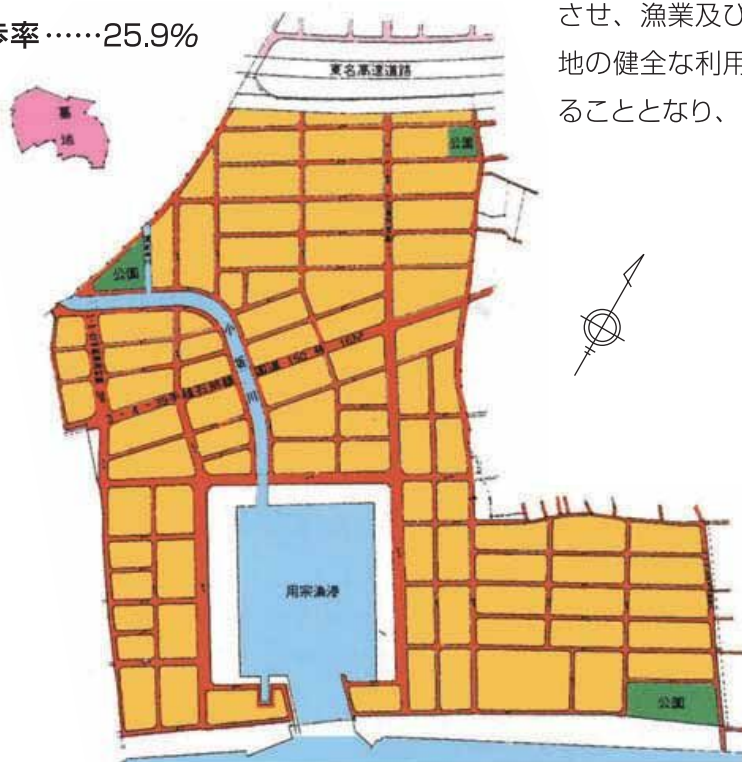 歩率……25.9%
させ、漁業及び
地の健全な利用
ることとなり、
東名高速道路
墓地
公園
公園
小坂川
国道150号
用宗漁港
公園